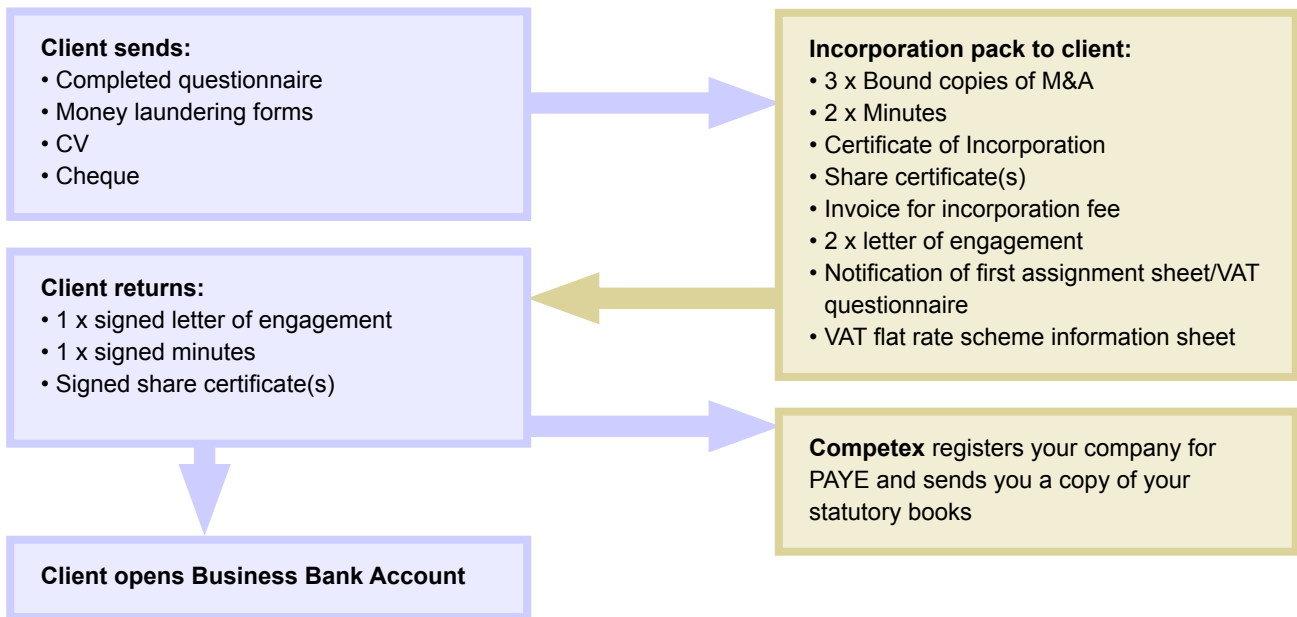 Client sends:
• Completed questionnaire
• Money laundering forms
• CV
• Cheque
Incorporation pack to client:
• 3 x Bound copies of M&A
• 2 x Minutes
• Certificate of Incorporation
• Share certificate(s)
• Invoice for incorporation fee
• 2 x letter of engagement
• Notification of first assignment sheet/VAT
questionnaire
• VAT flat rate scheme information sheet
Client returns:
• 1 x signed letter of engagement
• 1 x signed minutes
• Signed share certificate(s)
Competex registers your company for
PAYE and sends you a copy of your
statutory books
Client opens Business Bank Account